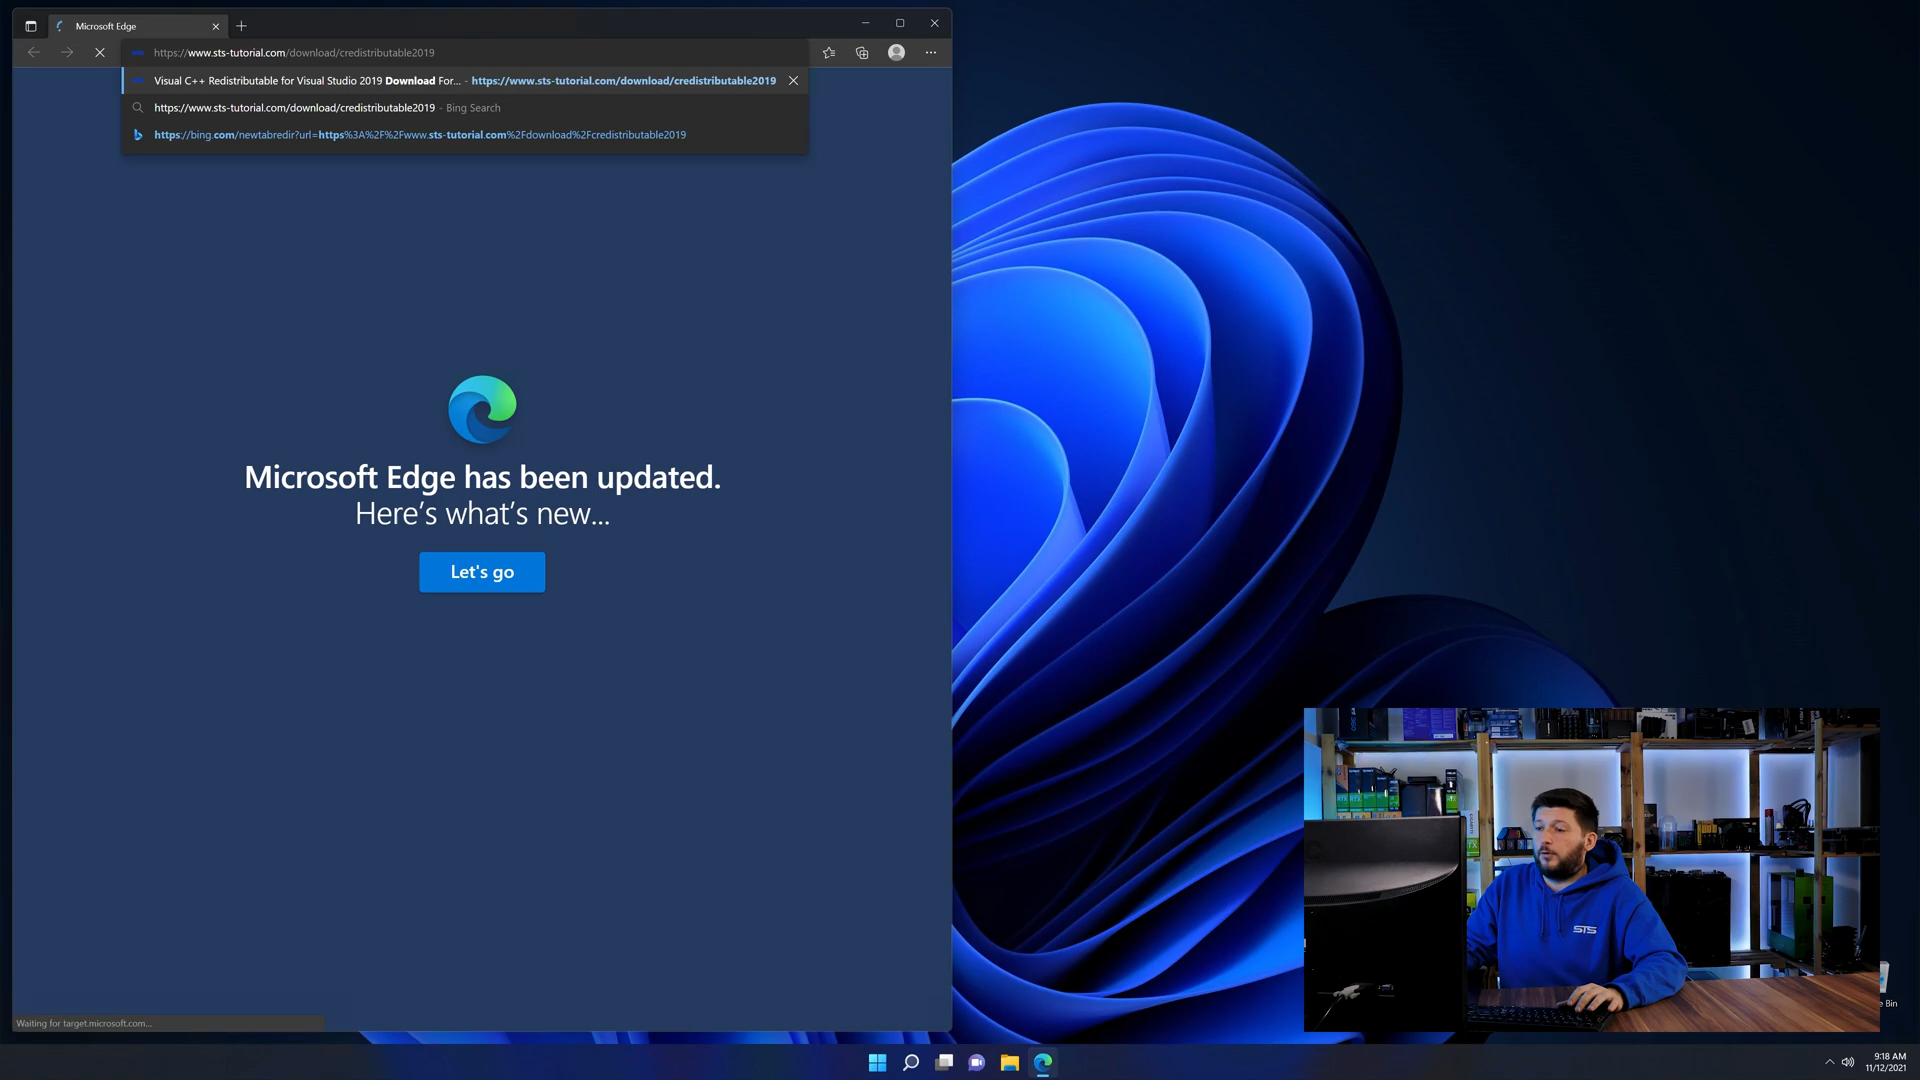 Microsoft Edge
https://www.sts-tutorial.com/download/credistributable2019
Visual C++ Redistributable for Visual Studio 2019 Download For... - https://www.sts-tutorial.com/download/credistributable2019
https://www.sts-tutorial.com/download/credistributable2019 - Bing Search
https://bing.com/newtabredir?url=https%3A%2F%2Fwww.sts-tutorial.com%2Fdownload%2Fcredistributable2019
Microsoft Edge has been updated.
Here's what's new...
Let's go
STS
Bin
Waiting for target.microsoft.com...
9:18 AM
11/12/2021